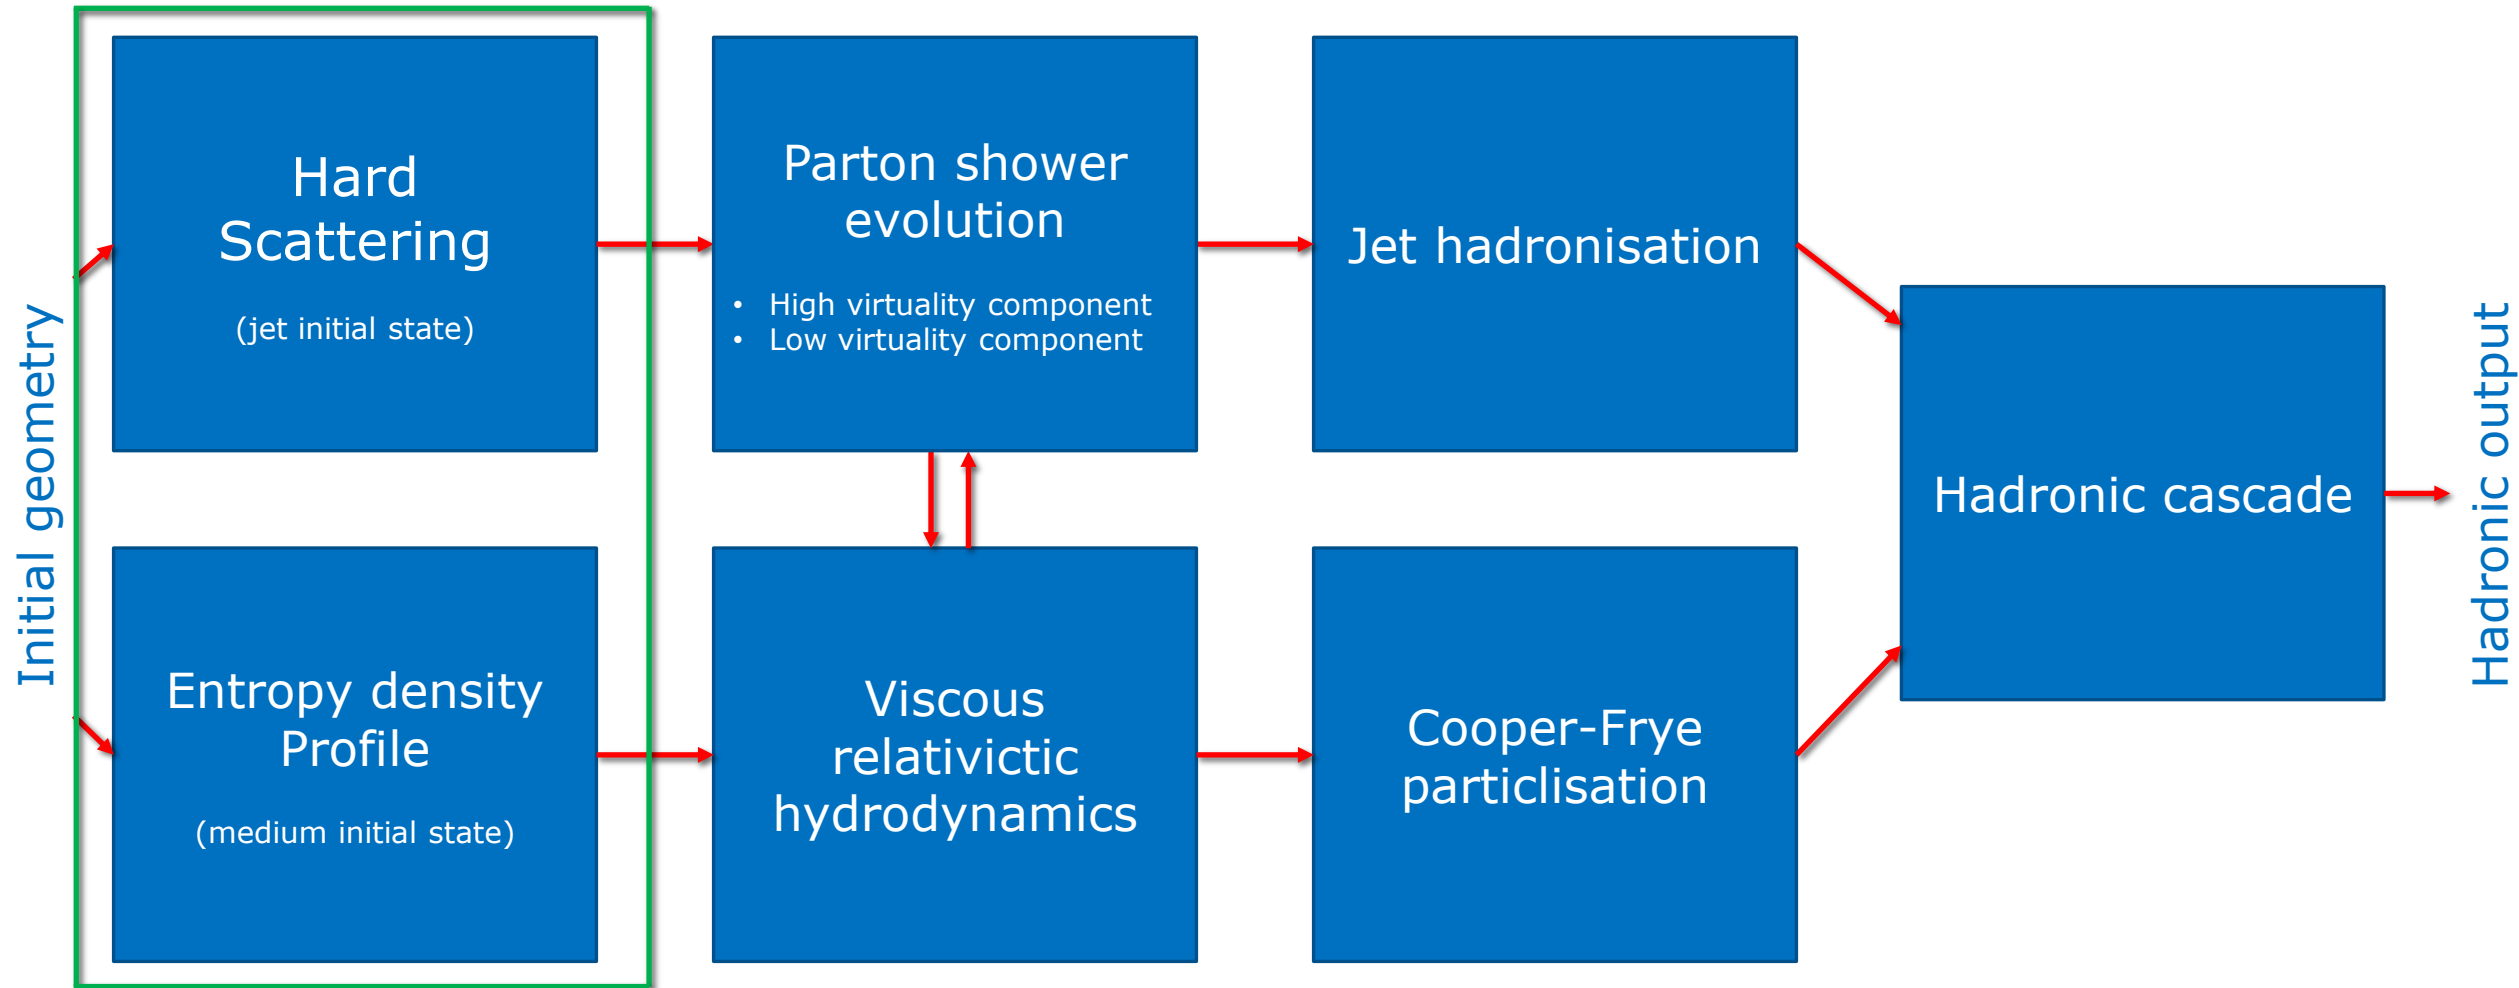 Initial geometry
Hard
Scattering
(jet initial state)
Parton shower
evolution
• High virtuality component
• Low virtuality component
Jet hadronisation
Entropy density
Profile
(medium initial state)
Viscous
relativictic
hydrodynamics
Cooper-Frye
particlisation
Hadronic cascade
Hadronic output